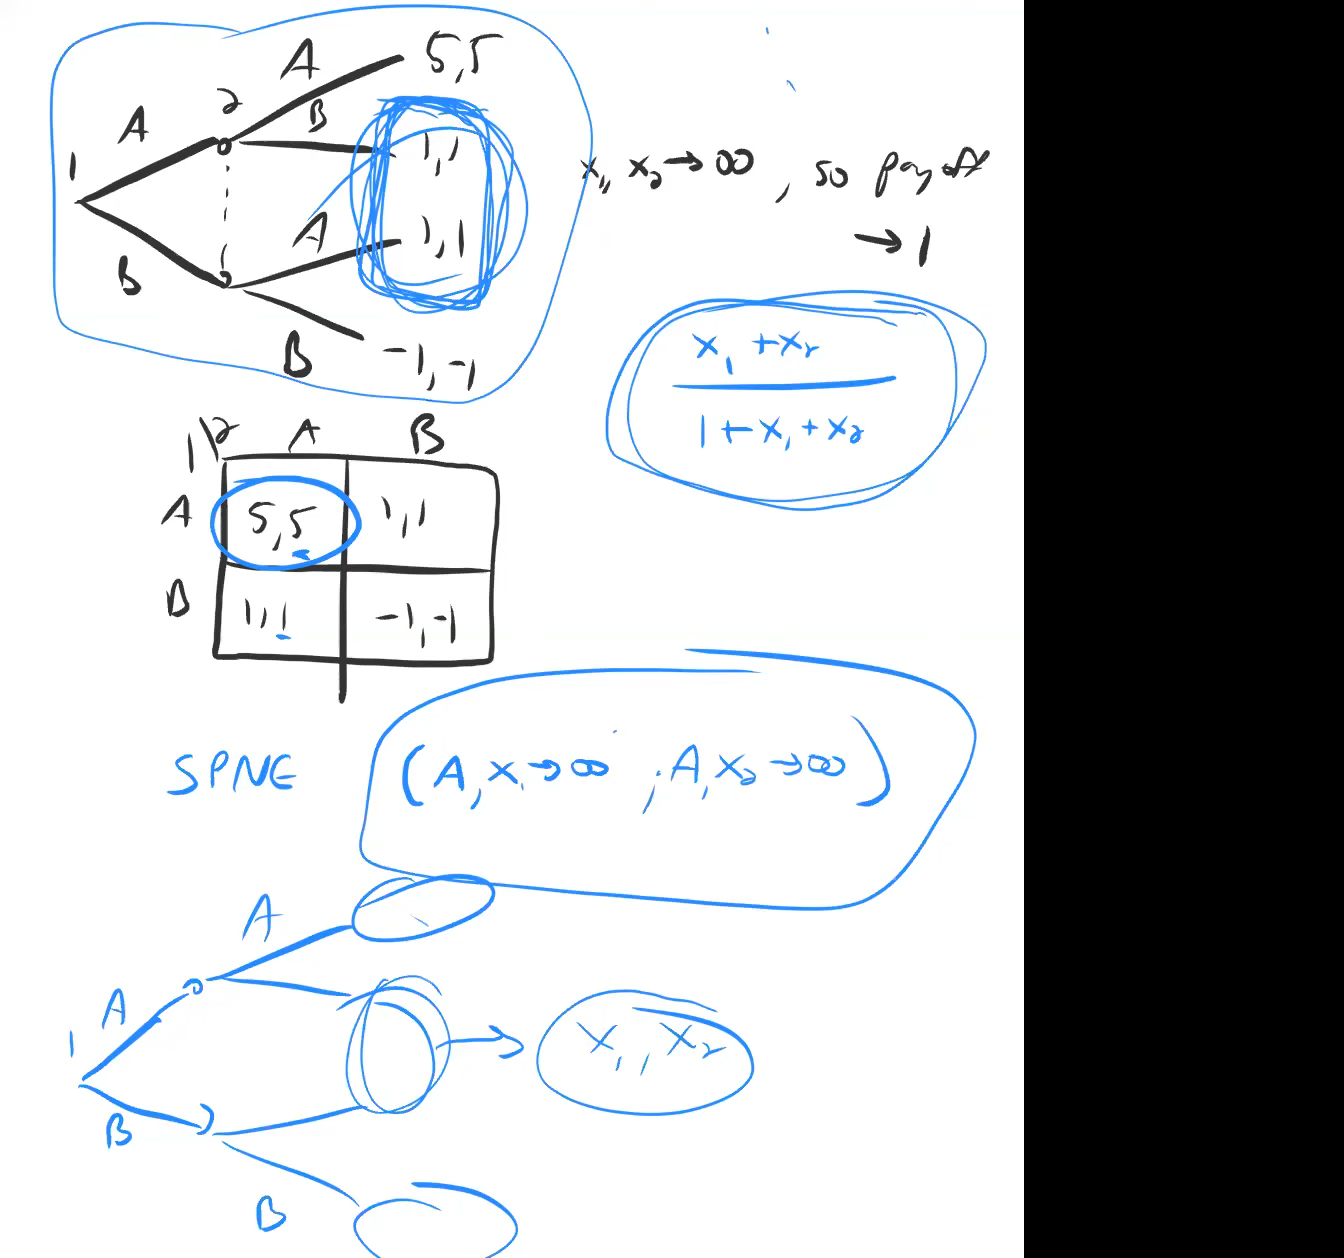 A 5,5
2
A B
1 1,1
x₁, x₂ → ∞, so payoff
A 1,1
→ 1
B
B -1,-1
x₁ + x₂
1 + x₁ + x₂
1\2 A B
A 5,5 1,1
B 1,1 -1,-1
SPNE (A, x₁ → ∞ ; A, x₂ → ∞)
A
A
1
→ x₁, x₂
B
B